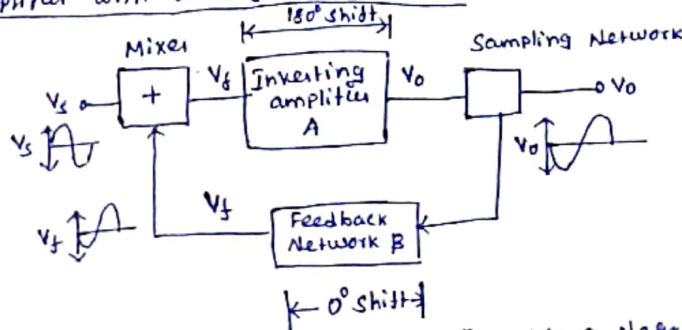 180° shift
Mixer
Sampling Network
Vs
+
Vf
Inverting
amplifier
A
Vo
Vo
Vs
Vo
Vf
Vf
Feedback
Network β
0° shift